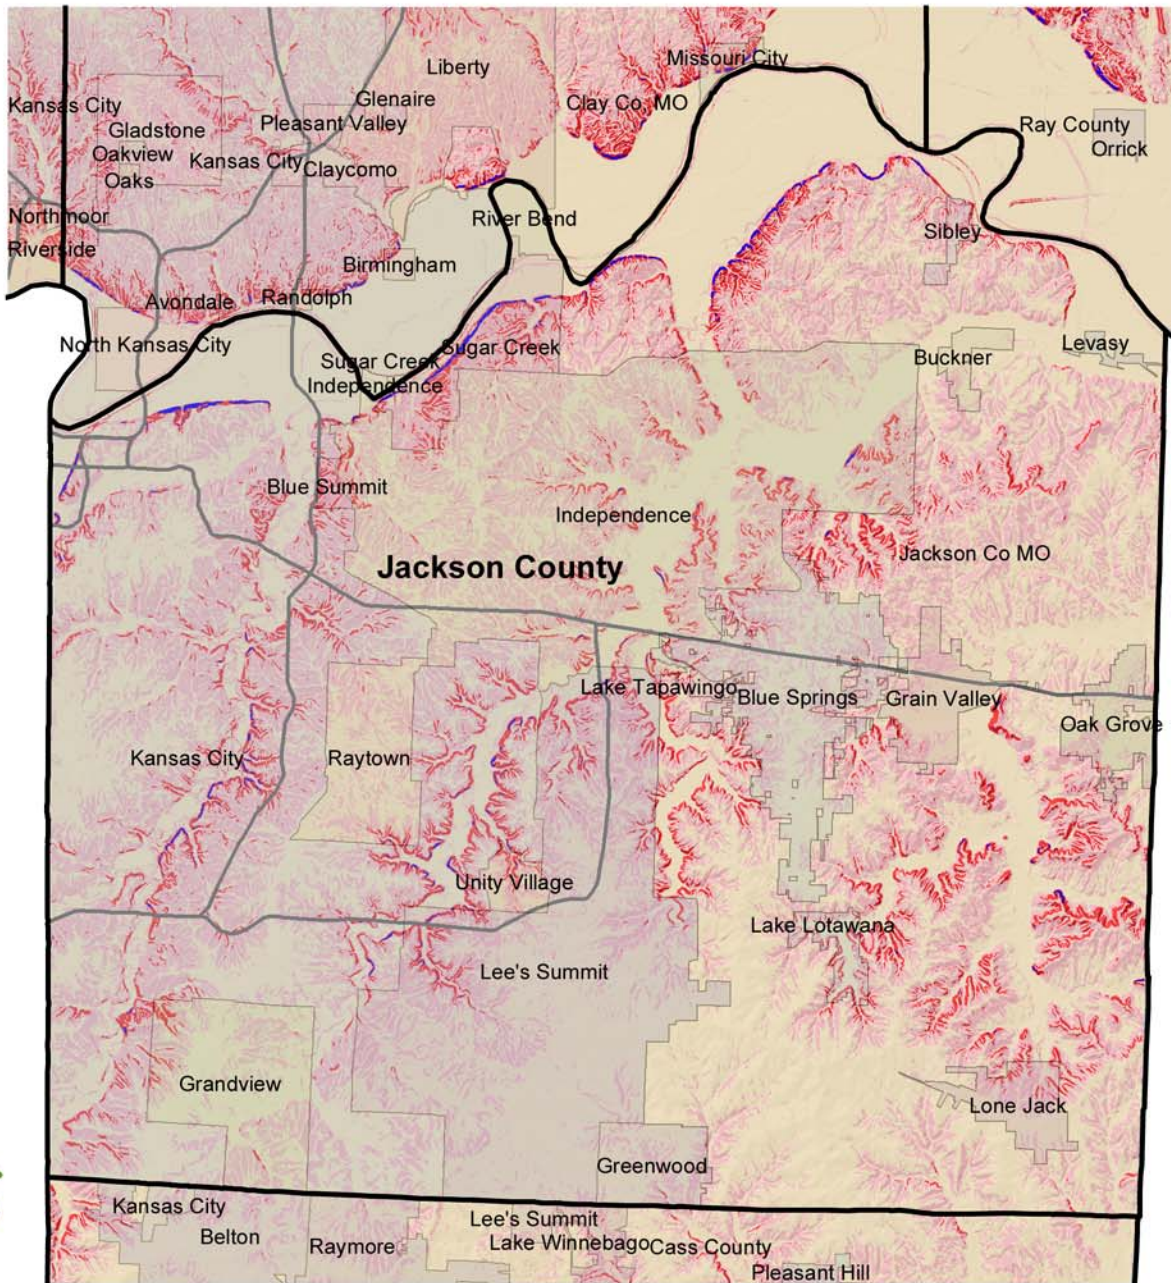 Missouri City
Liberty
Glenaire
Kansas City
Clay Co, MO
Pleasant Valley
Gladstone
Ray County
Orrick
Oakview
Kansas City
Claycomo
Oaks
Northmoor
River Bend
Sibley
Riverside
Birmingham
Avondale
Randolph
North Kansas City
Sugar Creek
Sugar Creek
Levasy
Buckner
Independence
Blue Summit
Independence
Jackson Co MO
Jackson County
Lake Tapawingo
Blue Springs
Grain Valley
Oak Grove
Kansas City
Raytown
Unity Village
Lake Lotawana
Lee's Summit
Grandview
Lone Jack
Greenwood
Kansas City
Lee's Summit
Belton
Raymore
Lake Winnebago
Cass County
Pleasant Hill